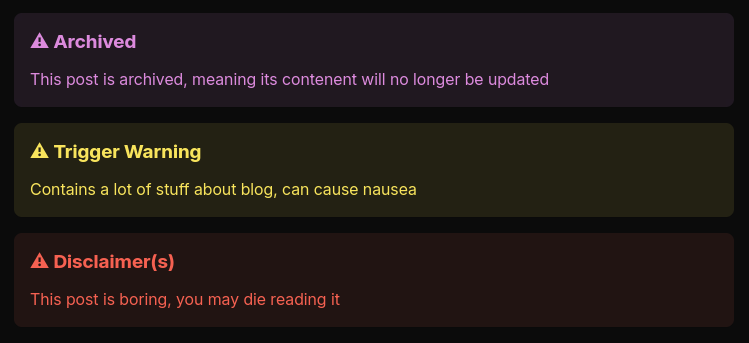 ⚠ Archived
This post is archived, meaning its contenent will no longer be updated
⚠ Trigger Warning
Contains a lot of stuff about blog, can cause nausea
⚠ Disclaimer(s)
This post is boring, you may die reading it